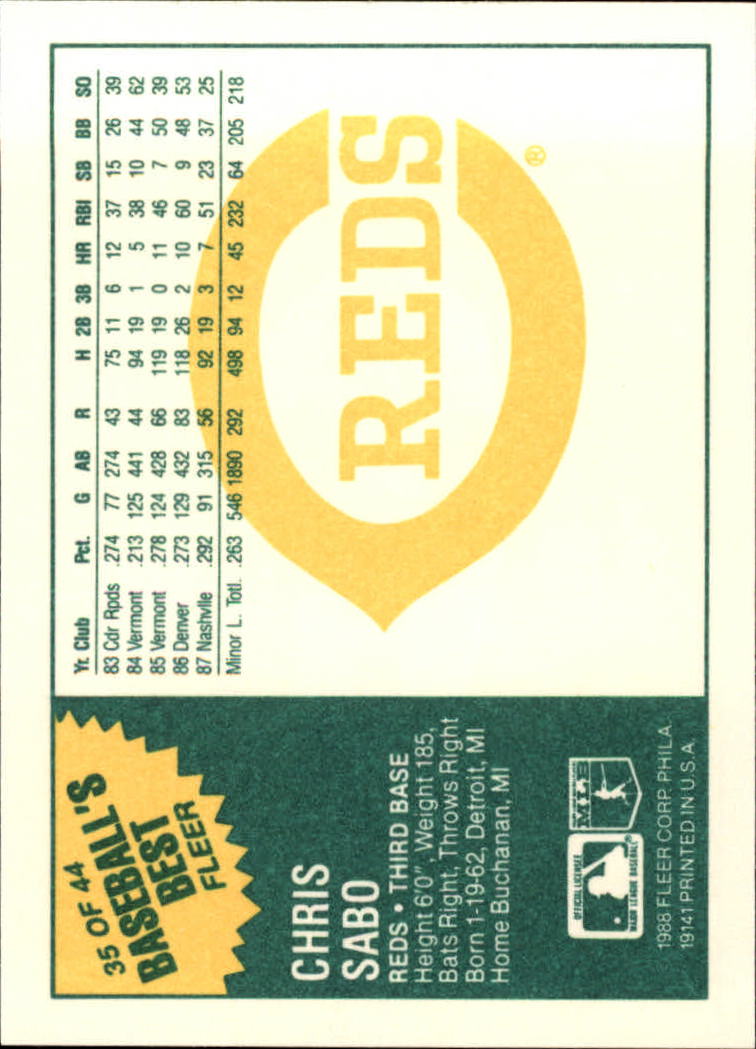 35 OF 44
BASEBALL'S
BEST
FLEER
CHRIS
SABO
REDS • THIRD BASE
Height 6'0", Weight 185,
Bats Right, Throws Right
Born 1-19-62, Detroit, MI
Home Buchanan, MI
OFFICIAL LICENSEE
MAJOR LEAGUE BASEBALL
1988 FLEER CORP. PHILA.
19141 PRINTED IN U.S.A.
Yr. Club Pct. G AB R H 2B 3B HR RBI SB BB SO
83 Cdr Rpds .274 77 274 43 75 11 6 12 37 15 26 39
84 Vermont .213 125 441 44 94 19 1 5 38 10 44 62
85 Vermont .278 124 428 66 119 19 0 11 46 7 50 39
86 Denver .273 129 432 83 118 26 2 10 60 9 48 53
87 Nashvlle .292 91 315 56 92 19 3 7 51 23 37 25
Minor L. Totl. .263 546 1890 292 498 94 12 45 232 64 205 218
REDS
®